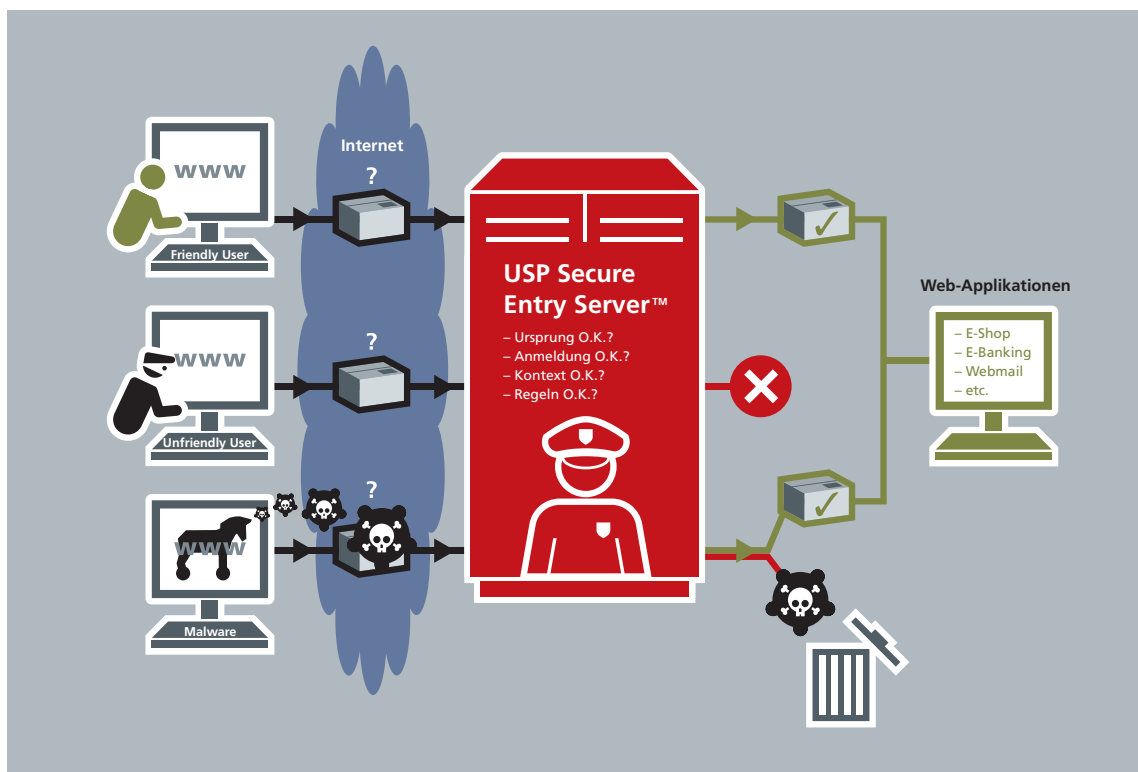 Internet
?
www
Friendly User
USP Secure
Entry Server™
– Ursprung O.K.?
– Anmeldung O.K.?
– Kontext O.K.?
– Regeln O.K.?
Web-Applikationen
– E-Shop
– E-Banking
– Webmail
– etc.
?
www
Unfriendly User
?
www
Malware